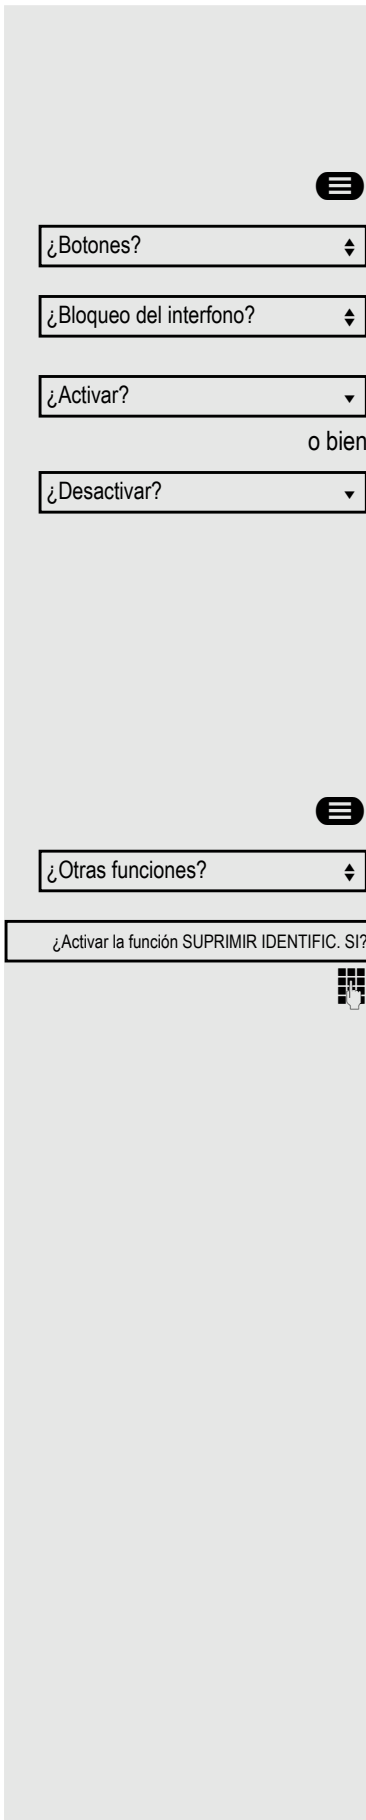 ¿Botones?
¿Bloqueo del interfono?
¿Activar?
o bien
¿Desactivar?
¿Otras funciones?
¿Activar la función SUPRIMIR IDENTIFIC. SI?